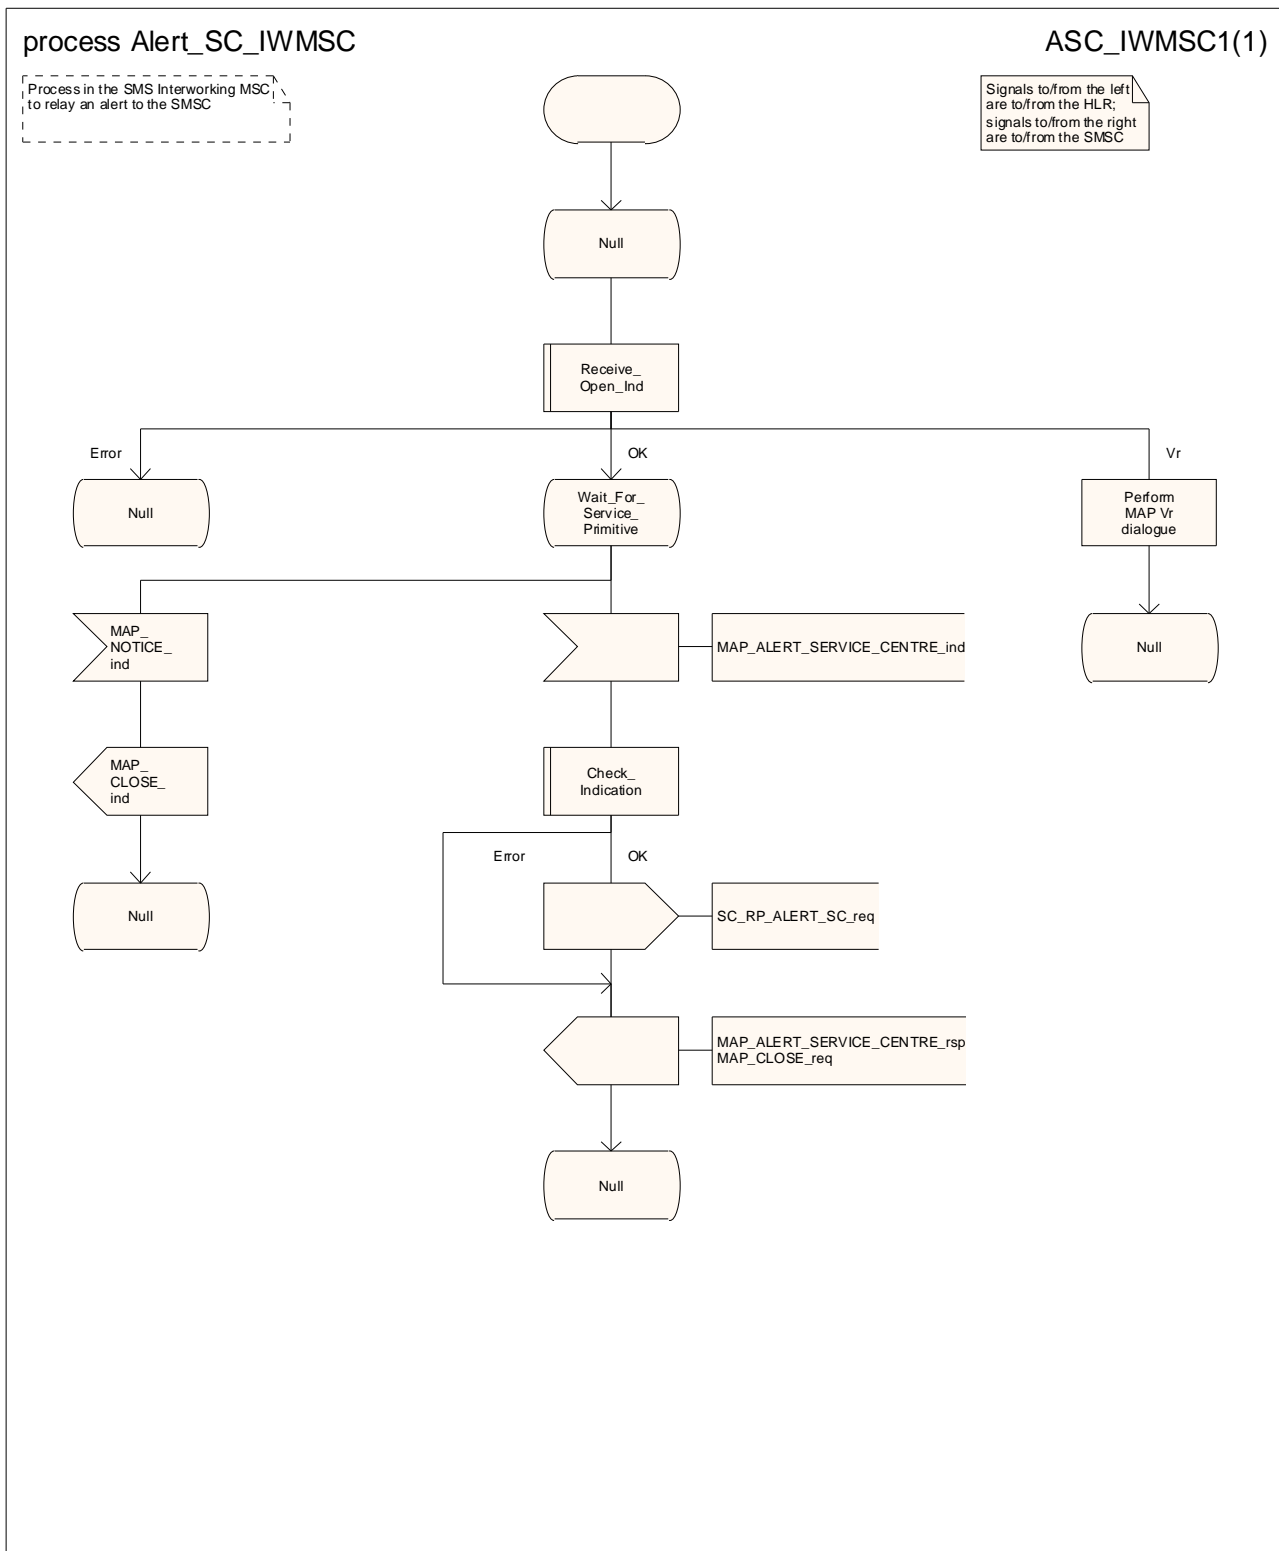 process Alert_SC_IWMSC
ASC_IWMSC1(1)
Process in the SMS Interworking MSC
to relay an alert to the SMSC
Signals to/from the left
are to/from the HLR;
signals to/from the right
are to/from the SMSC
Null
Receive_
Open_Ind
Error
OK
Vr
Null
Wait_For_
Service_
Primitive
Perform
MAP Vr
dialogue
MAP_
NOTICE_
ind
MAP_ALERT_SERVICE_CENTRE_ind
Null
MAP_
CLOSE_
ind
Check_
Indication
Error
OK
Null
SC_RP_ALERT_SC_req
MAP_ALERT_SERVICE_CENTRE_rsp
MAP_CLOSE_req
Null